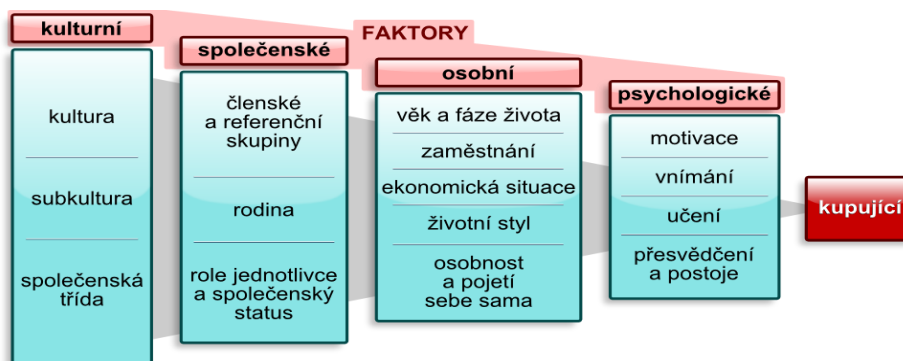 FAKTORY
kulturní
kultura
subkultura
společenská
třída
společenské
členské
a referenční
skupiny
rodina
role jednotlivce
a společenský
status
osobní
věk a fáze života
zaměstnání
ekonomická situace
životní styl
osobnost
a pojetí
sebe sama
psychologické
motivace
vnímání
učení
přesvědčení
a postoje
kupující